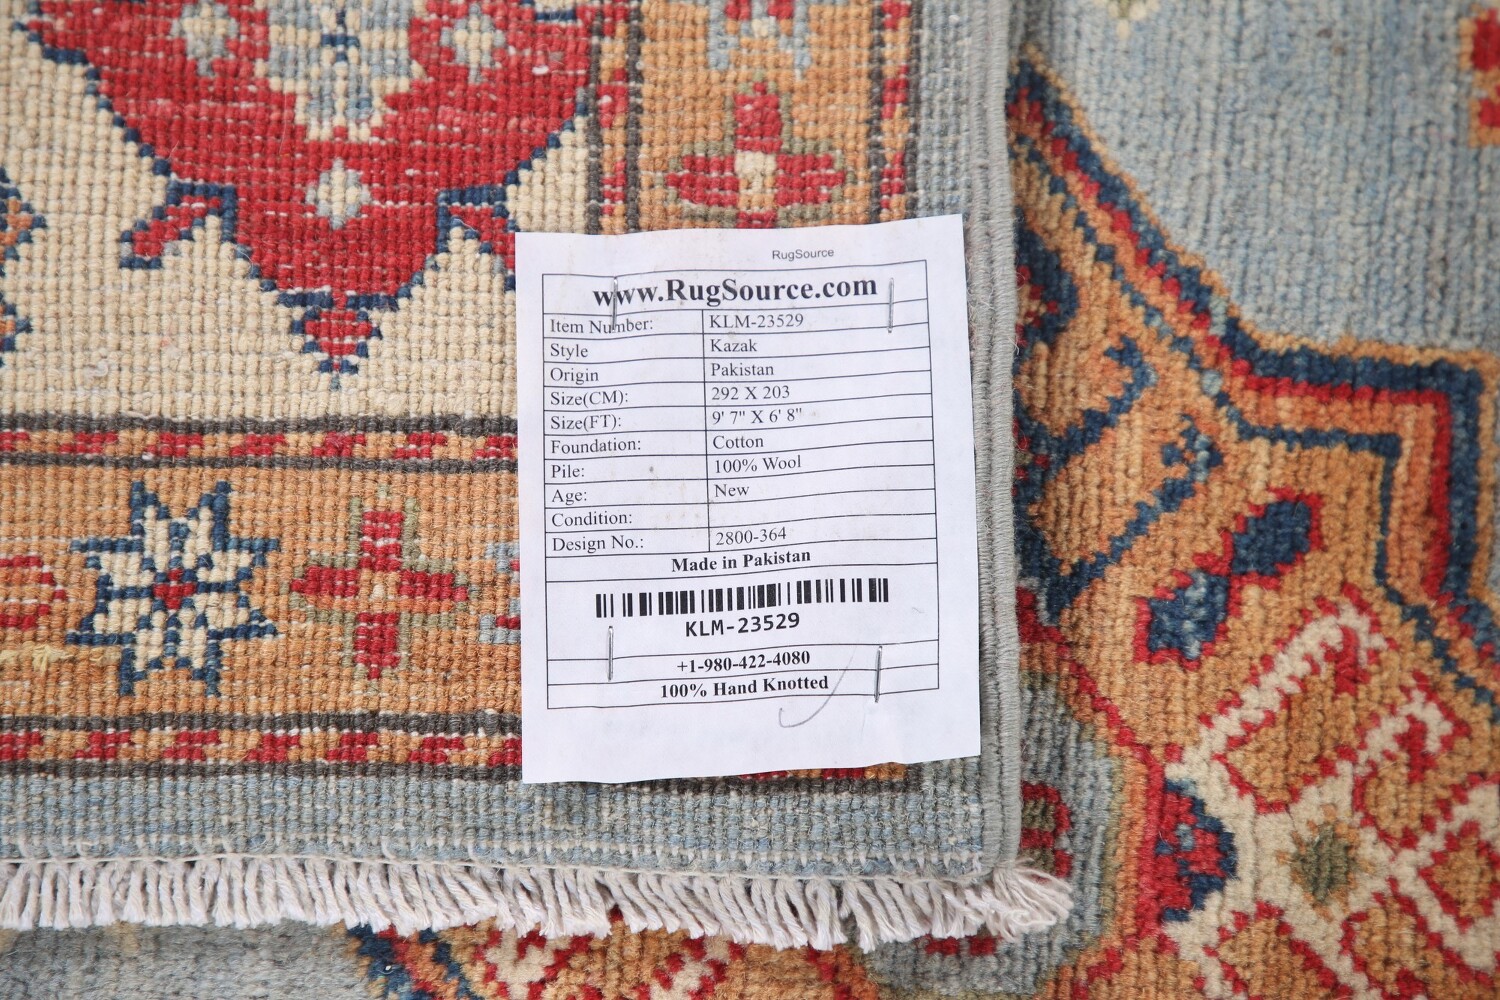 RugSource
www.RugSource.com
Item Number: KLM-23529
Style Kazak
Origin Pakistan
Size(CM): 292 X 203
Size(FT): 9' 7" X 6' 8"
Foundation: Cotton
Pile: 100% Wool
Age: New
Condition:
Design No.: 2800-364
Made in Pakistan
KLM-23529
+1-980-422-4080
100% Hand Knotted